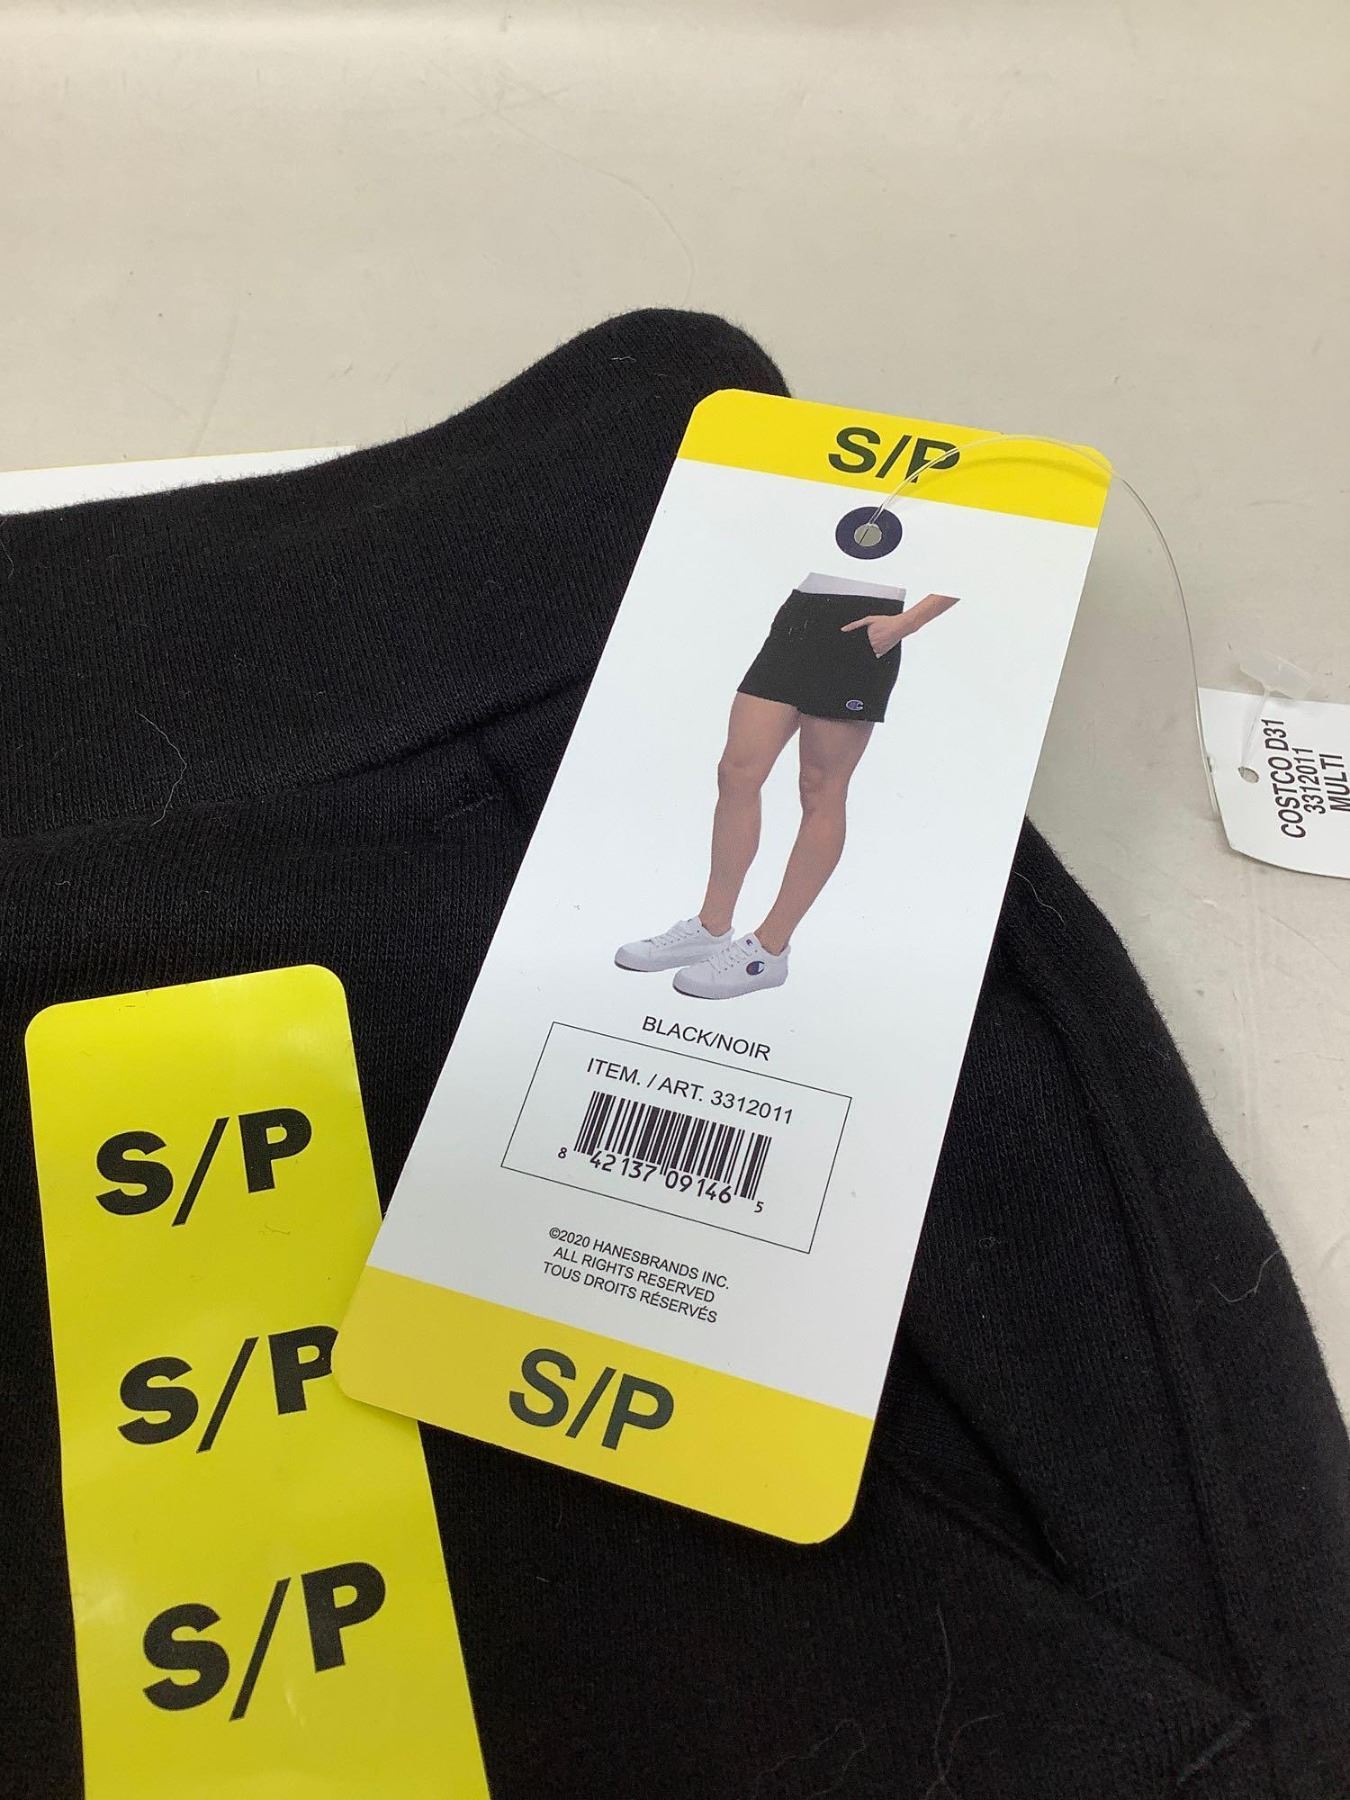 S/P
BLACK/NOIR
ITEM. / ART. 3312011
8 42137 09146 5
©2020 HANESBRANDS INC.
ALL RIGHTS RESERVED
TOUS DROITS RÉSERVÉS
S/P
S/P
S/P
S/P
COSTCO D31
3312011
MULTI